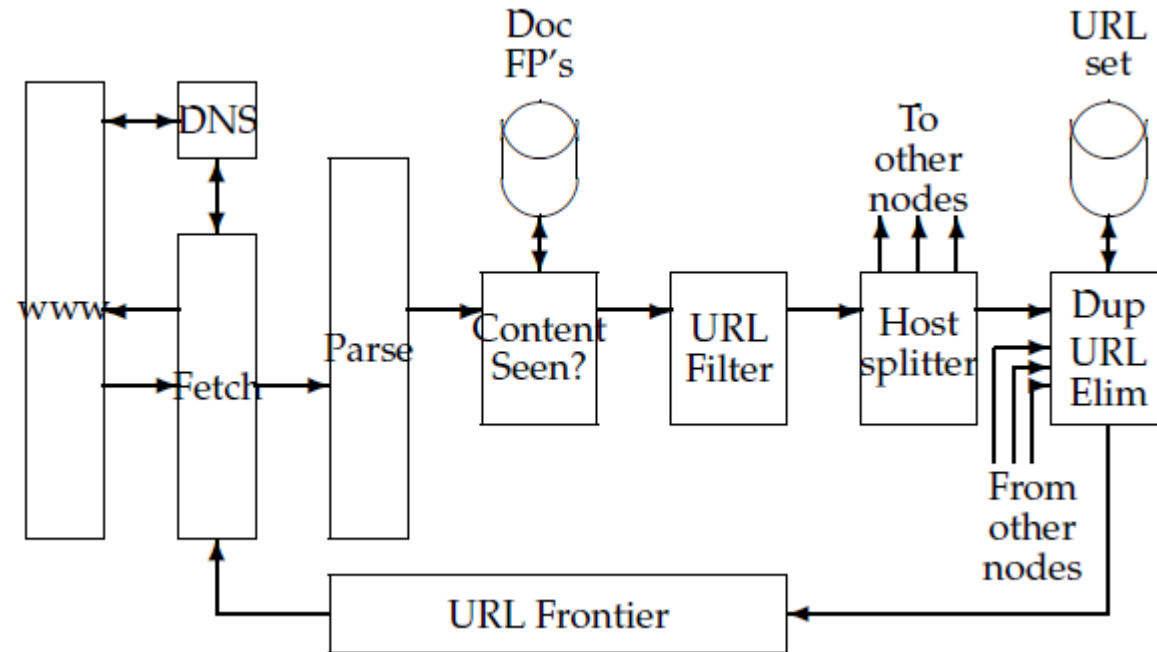 Doc
FP's
URL
set
DNS
To
other
nodes
www
Fetch
Parse
Content
Seen?
URL
Filter
Host
splitter
Dup
URL
Elim
From
other
nodes
URL Frontier